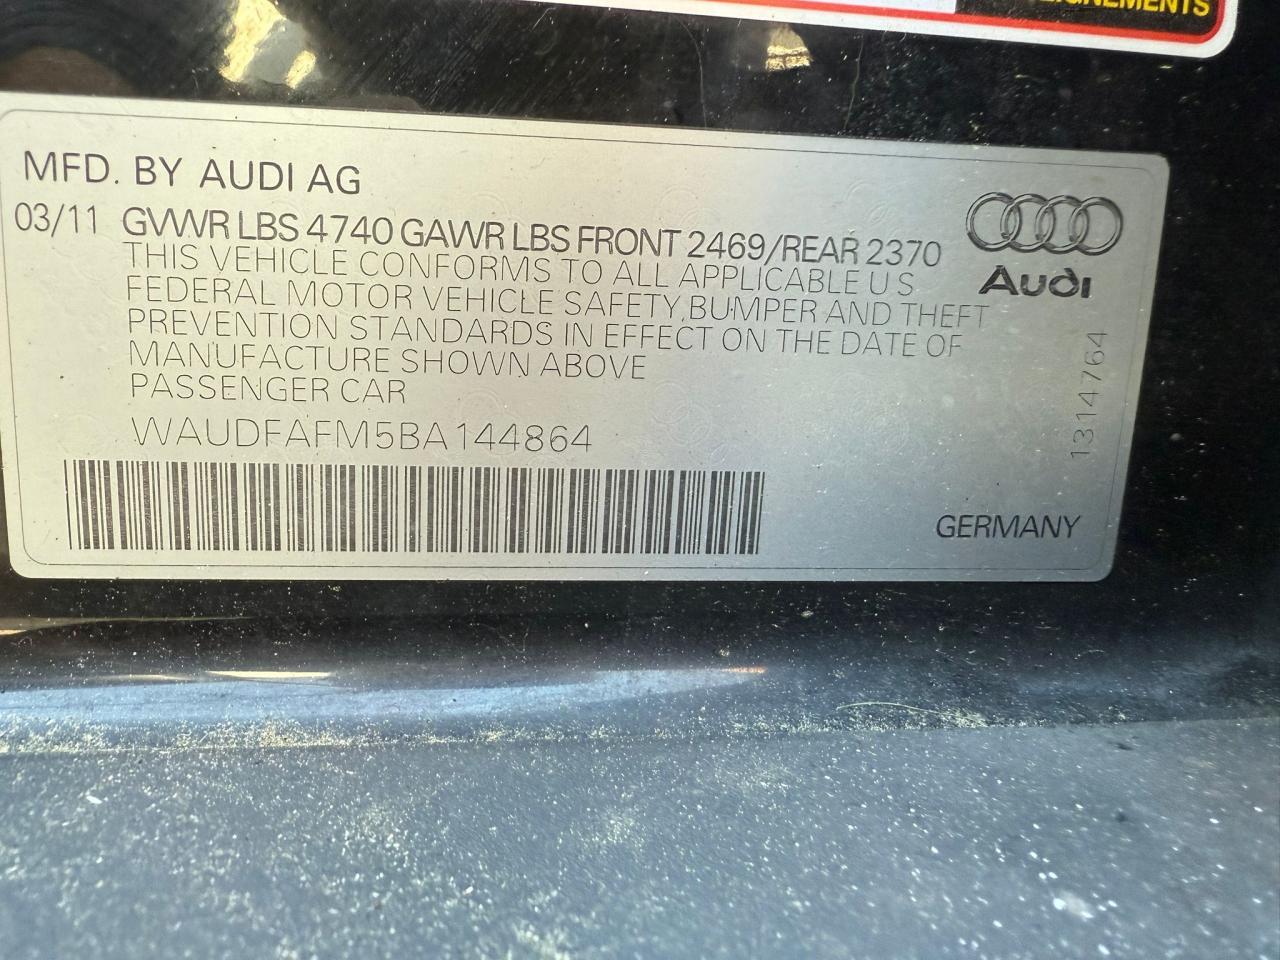 EIGNEMENTS
MFD. BY AUDI AG
03/11 GVWR LBS 4740 GAWR LBS FRONT 2469/REAR 2370
THIS VEHICLE CONFORMS TO ALL APPLICABLE US
FEDERAL MOTOR VEHICLE SAFETY,BUMPER AND THEFT
PREVENTION STANDARDS IN EFFECT ON THE DATE OF
MANUFACTURE SHOWN ABOVE
PASSENGER CAR
WAUDFAFM5BA144864
Audi
1314764
GERMANY